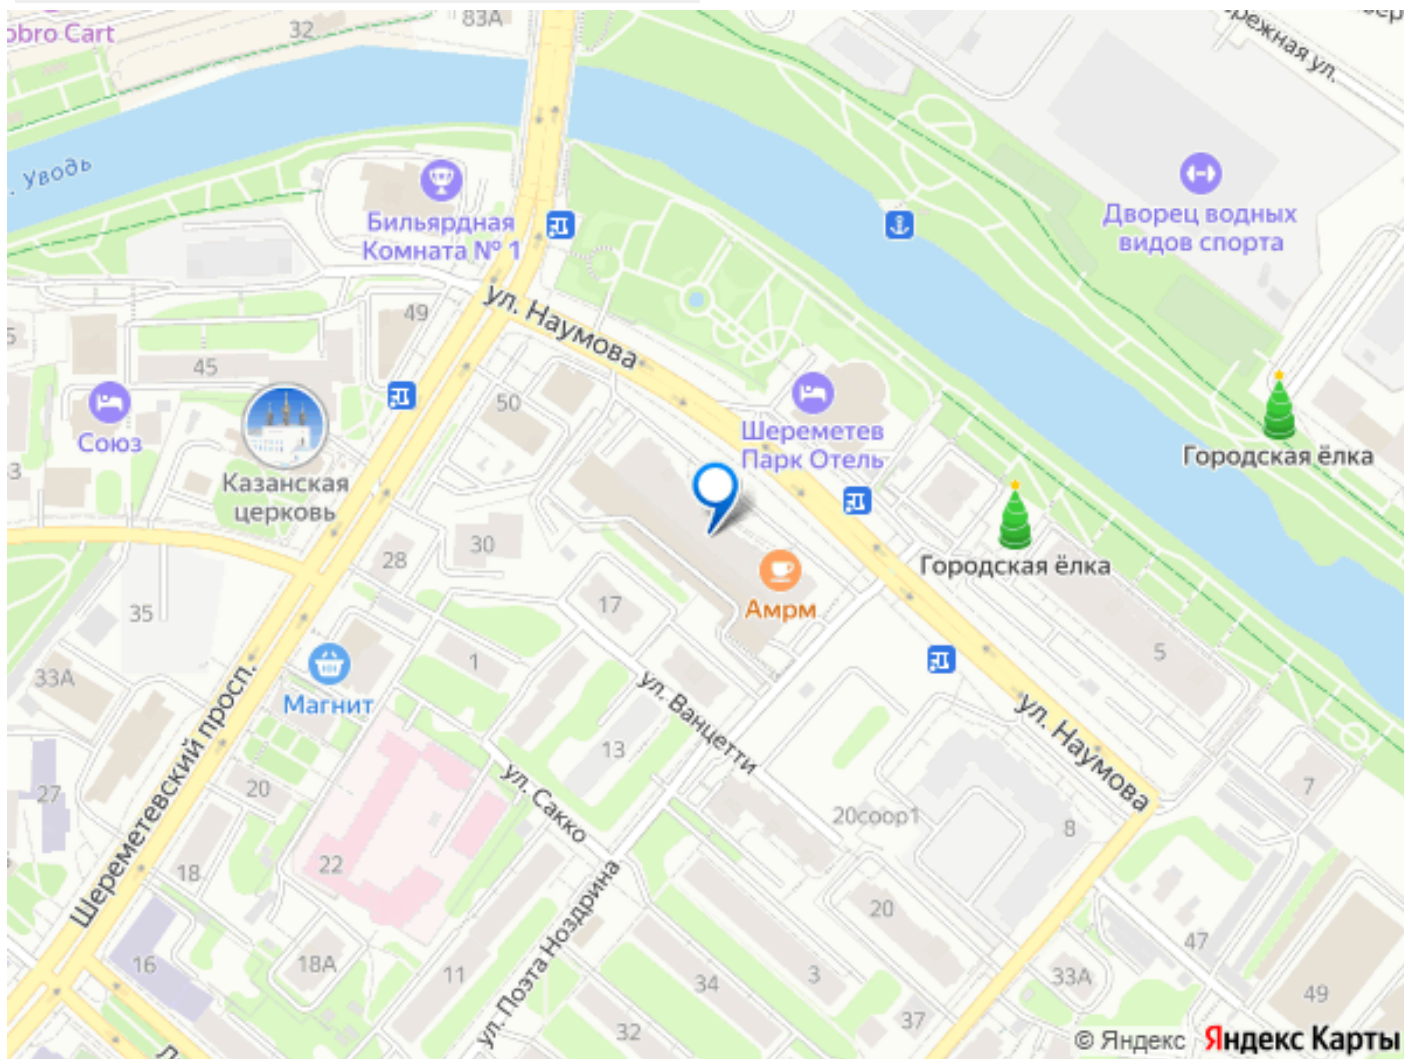 obro Cart
32
83А
режная ул.
. Уводь
Бильярдная
Комната № 1
Дворец водных
видов спорта
49
ул. Наумова
45
50
Союз
Казанская
церковь
Шереметев
Парк Отель
Городская ёлка
Городская ёлка
28
30
17
Амрм
35
33А
1
Магнит
5
ул. Ванцетти
ул. Наумова
13
Шереметевский просп.
27
20
ул. Сакко
20соор1
8
7
18
22
20
ул. Поэта Ноздрина
16
18А
11
34
3
33А
47
49
32
37
© Яндекс Яндекс Карты